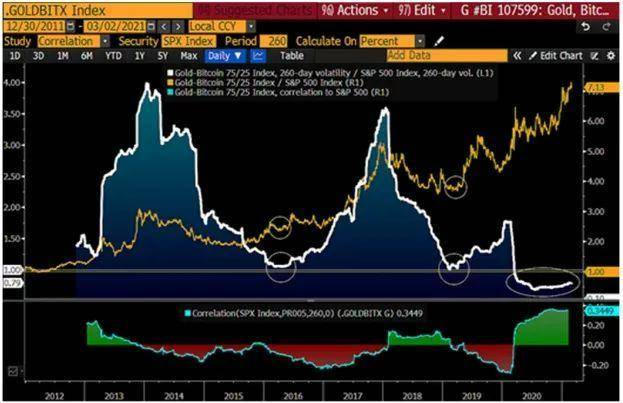 .GOLDBITX Index
96) Actions
97) Edit
G #BI 107599: Gold, Bitc...
12/30/2011 - 03/02/2021
Local CCY
Study Correlation Security SPX Index Period 260 Calculate On Percent
1D 3D 1M 6M YTD 1Y 5Y Max Daily Table Add Data Edit Chart
Gold-Bitcoin 75/25 Index, 260-day volatility / S&P 500 Index, 260-day vol. (L1)
Gold-Bitcoin 75/25 Index / S&P 500 Index (R1)
Gold-Bitcoin 75/25 Index, correlation to S&P 500 (R1)
4.00
3.50
3.00
2.50
2.00
1.50
1.00
0.79
7.13
6.00
5.00
4.00
3.00
2.00
1.00
Correlation(SPX Index,PR005,260,0) (.GOLDBITX G) 0.3449
0.3449
0.20
0.00
-0.20
2012 2013 2014 2015 2016 2017 2018 2019 2020